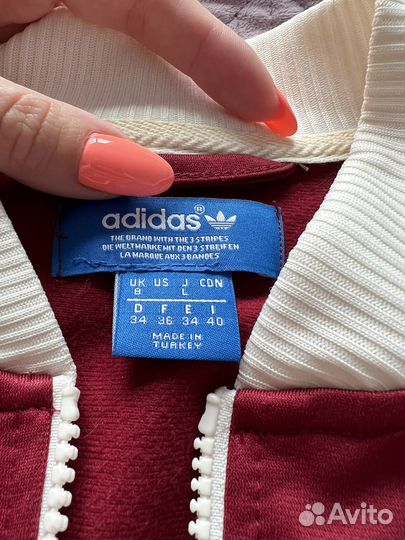 adidas®
THE BRAND WITH THE 3 STRIPES
DIE WELTMARKE MIT DEN 3 STREIFEN
LA MARQUE AUX 3 BANDES
UK US J CDN
8 L
D F E I
34 36 34 40
MADE IN
TURKEY
Avito